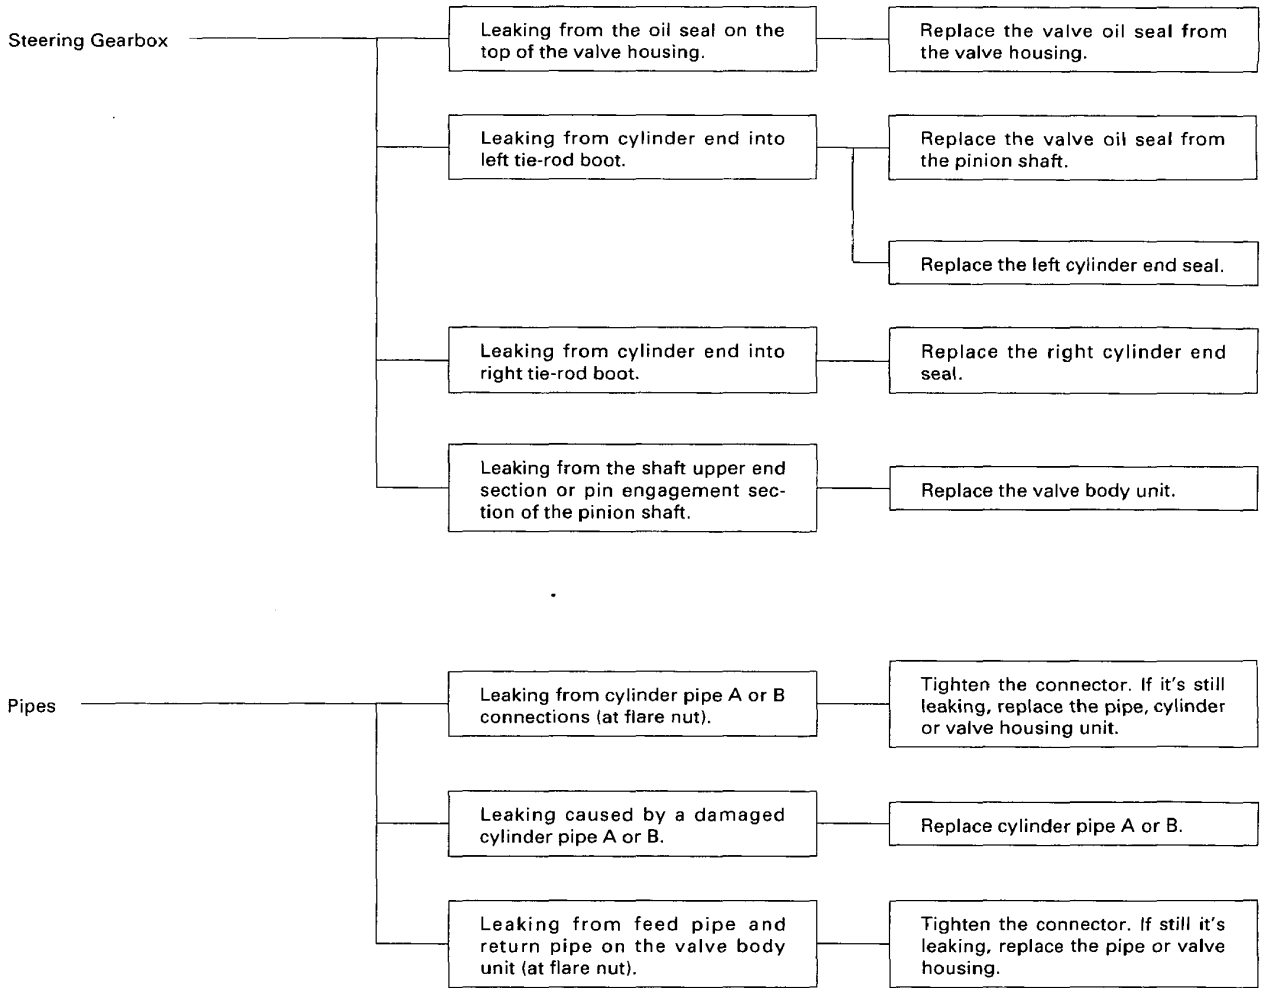 Steering Gearbox
Leaking from the oil seal on the
top of the valve housing.
Replace the valve oil seal from
the valve housing.
Leaking from cylinder end into
left tie-rod boot.
Replace the valve oil seal from
the pinion shaft.
Replace the left cylinder end seal.
Leaking from cylinder end into
right tie-rod boot.
Replace the right cylinder end
seal.
Leaking from the shaft upper end
section or pin engagement sec-
tion of the pinion shaft.
Replace the valve body unit.
Pipes
Leaking from cylinder pipe A or B
connections (at flare nut).
Tighten the connector. If it's still
leaking, replace the pipe, cylinder
or valve housing unit.
Leaking caused by a damaged
cylinder pipe A or B.
Replace cylinder pipe A or B.
Leaking from feed pipe and
return pipe on the valve body
unit (at flare nut).
Tighten the connector. If still it's
leaking, replace the pipe or valve
housing.